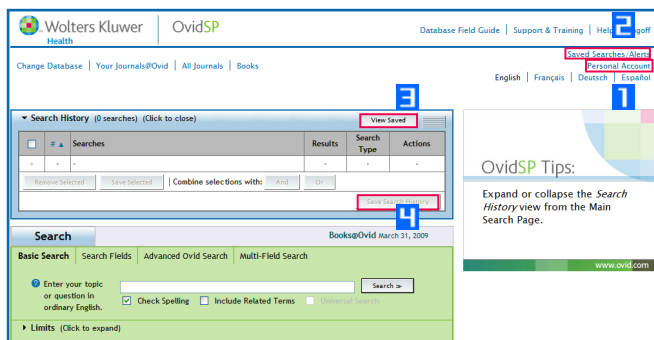 Wolters Kluwer OvidSP
Health
Database Field Guide | Support & Training | Help goff
2
Saved Searches/Alerts
Change Database | Your Journals@Ovid | All Journals | Books
Personal Account
English | Français | Deutsch | Español
3
1
▼ Search History (0 searches) (Click to close)
View Saved
# ▲ Searches Results Search Type Actions
- - - - - -
Remove Selected Save Selected | Combine selections with: And Or
Save Search History
4
OvidSP Tips:
Expand or collapse the Search
History view from the Main
Search Page.
www.ovid.com
Search
Books@Ovid March 31, 2009
Basic Search | Search Fields | Advanced Ovid Search | Multi-Field Search
? Enter your topic
or question in
ordinary English.
Search >>
Check Spelling Include Related Terms Universal Search
▸ Limits (Click to expand)